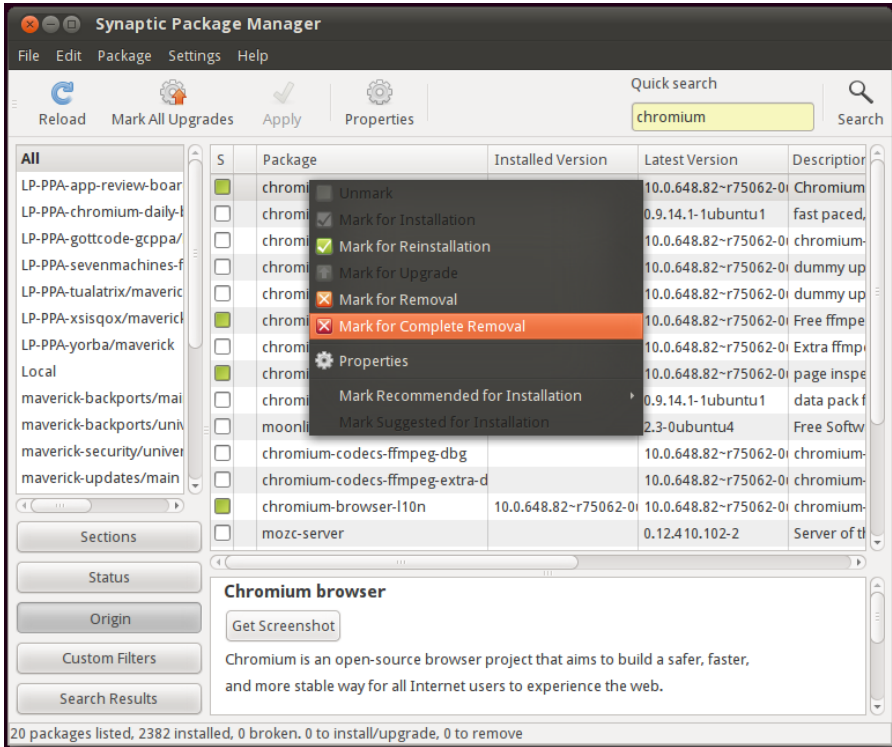 Synaptic Package Manager
File Edit Package Settings Help
Reload Mark All Upgrades Apply Properties
Quick search
chromium
Search
All
LP-PPA-app-review-boar
LP-PPA-chromium-daily-
LP-PPA-gottcode-gcppa/
LP-PPA-sevenmachines-f
LP-PPA-tualatrix/maveric
LP-PPA-xsisqox/maverick
LP-PPA-yorba/maverick
Local
maverick-backports/mai
maverick-backports/univ
maverick-security/univer
maverick-updates/main
Sections
Status
Origin
Custom Filters
Search Results
S Package Installed Version Latest Version Description
chromi 10.0.648.82~r75062-0 Chromium
chromi 0.9.14.1-1ubuntu1 fast paced,
chromi 10.0.648.82~r75062-0 chromium-
chromi 10.0.648.82~r75062-0 dummy up
chromi 10.0.648.82~r75062-0 dummy up
chromi 10.0.648.82~r75062-0 Free ffmpe
chromi 10.0.648.82~r75062-0 Extra ffmp
chromi 10.0.648.82~r75062-0 page inspe
chromi 0.9.14.1-1ubuntu1 data pack f
moonli 2.3-0ubuntu4 Free Softw
chromium-codecs-ffmpeg-dbg 10.0.648.82~r75062-0 chromium-
chromium-codecs-ffmpeg-extra-d 10.0.648.82~r75062-0 chromium-
chromium-browser-l10n 10.0.648.82~r75062-0 10.0.648.82~r75062-0 chromium-
mozc-server 0.12.410.102-2 Server of th
Unmark
Mark for Installation
Mark for Reinstallation
Mark for Upgrade
Mark for Removal
Mark for Complete Removal
Properties
Mark Recommended for Installation
Mark Suggested for Installation
Chromium browser
Get Screenshot
Chromium is an open-source browser project that aims to build a safer, faster,
and more stable way for all Internet users to experience the web.
20 packages listed, 2382 installed, 0 broken. 0 to install/upgrade, 0 to remove